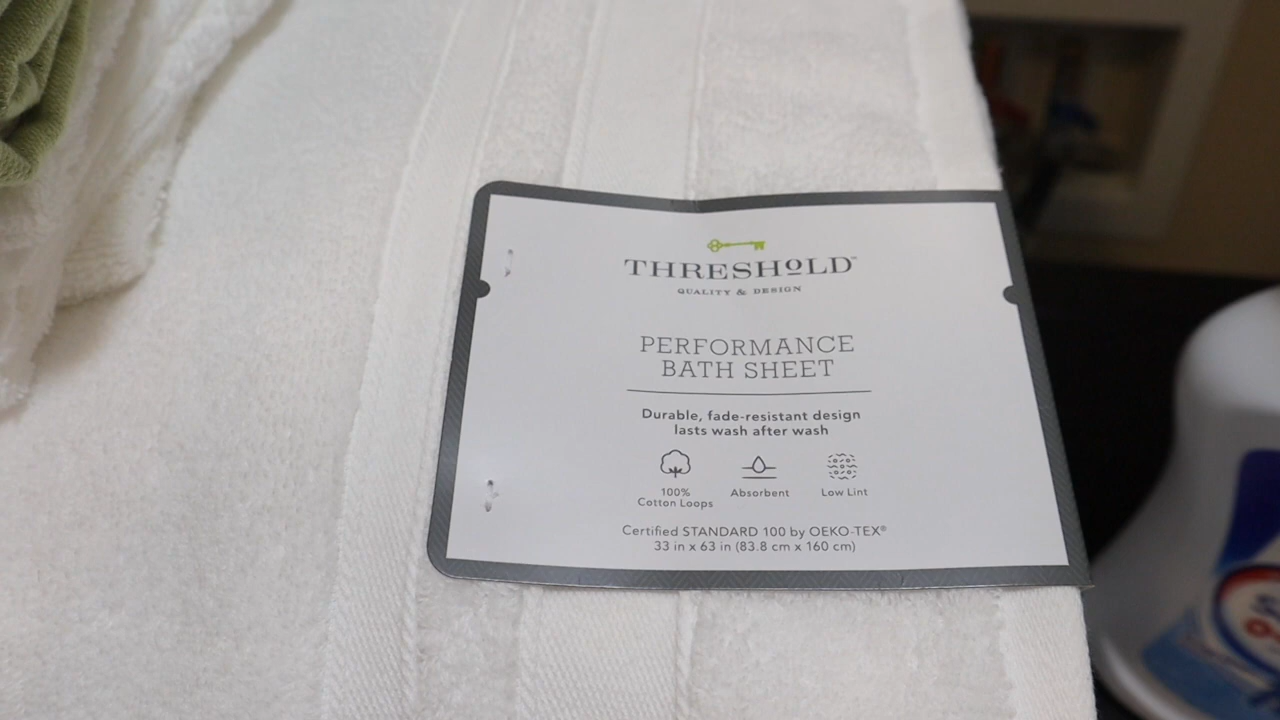 THRESHOLD™
QUALITY & DESIGN
PERFORMANCE
BATH SHEET
Durable, fade-resistant design
lasts wash after wash
100%
Cotton Loops
Absorbent
Low Lint
Certified STANDARD 100 by OEKO-TEX®
33 in x 63 in (83.8 cm x 160 cm)